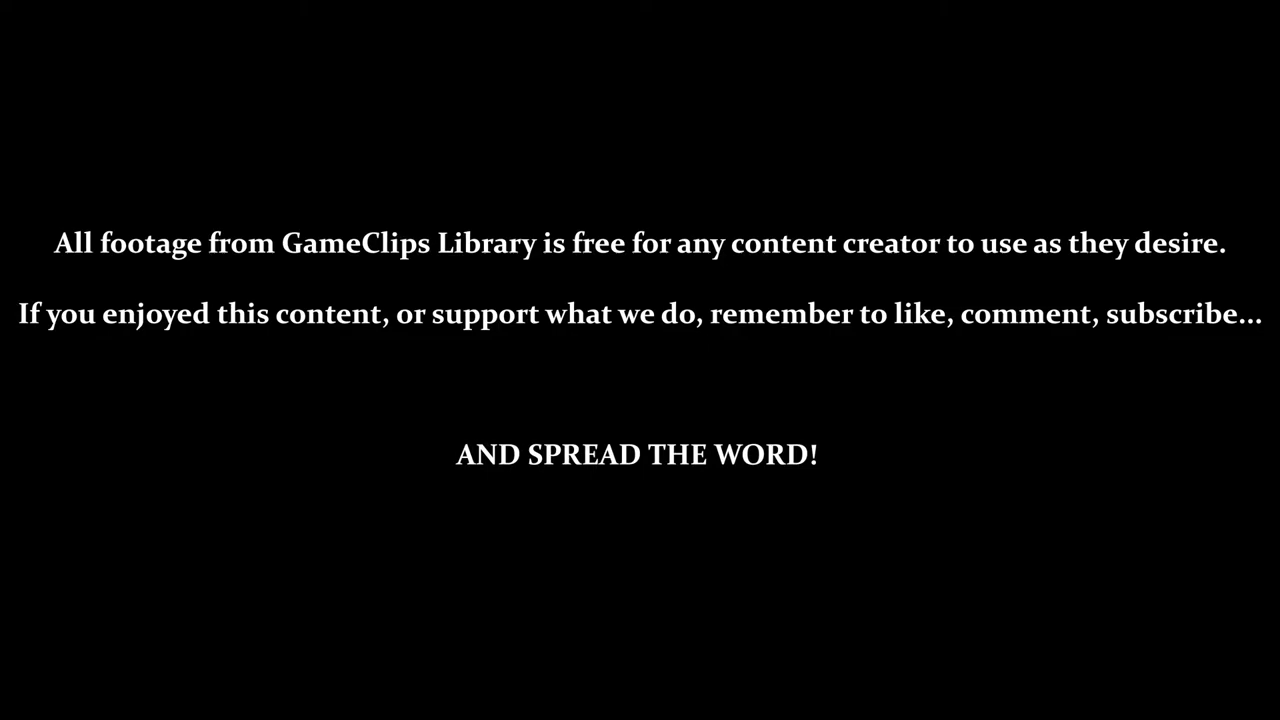 All footage from GameClips Library is free for any content creator to use as they desire.
If you enjoyed this content, or support what we do, remember to like, comment, subscribe...
AND SPREAD THE WORD!